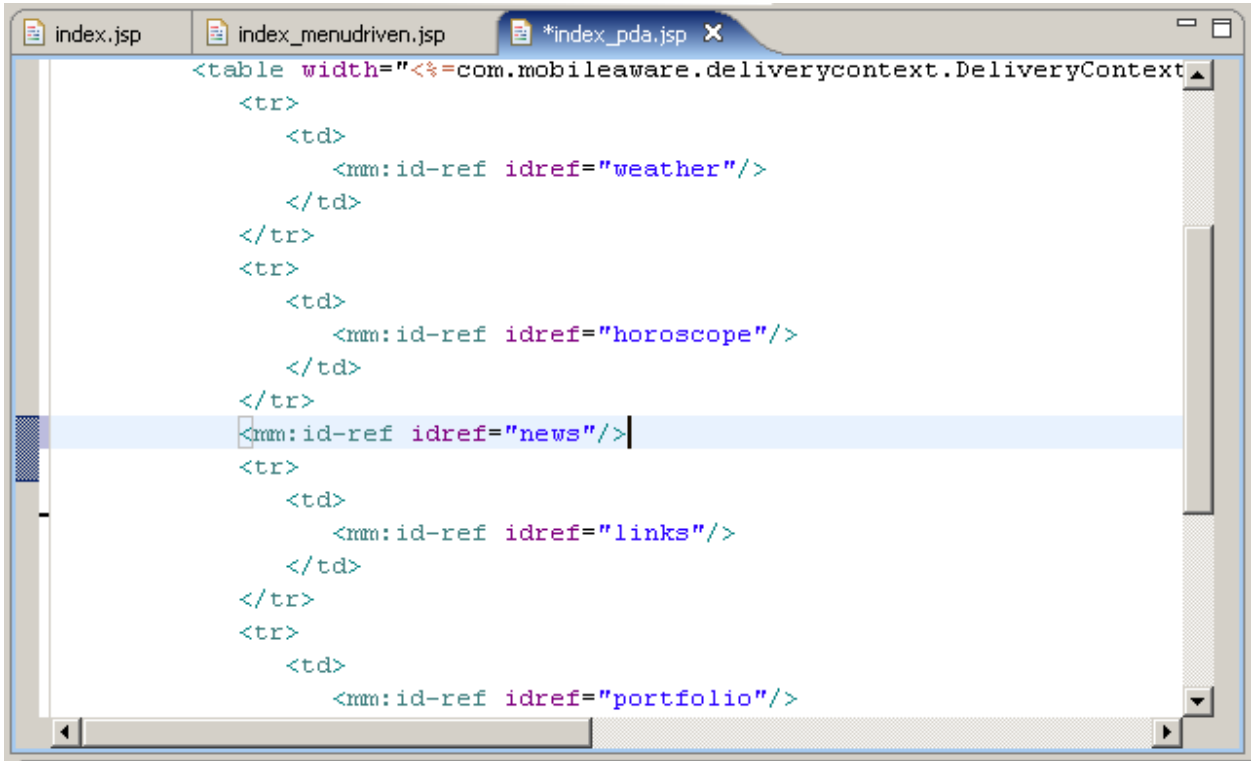 index.jsp index_menudriven.jsp *index_pda.jsp
<table width="<%=com.mobileaware.deliverycontext.DeliveryContext
<tr>
<td>
<mm:id-ref idref="weather"/>
</td>
</tr>
<tr>
<td>
<mm:id-ref idref="horoscope"/>
</td>
</tr>
<mm:id-ref idref="news"/>
<tr>
<td>
<mm:id-ref idref="links"/>
</td>
</tr>
<tr>
<td>
<mm:id-ref idref="portfolio"/>